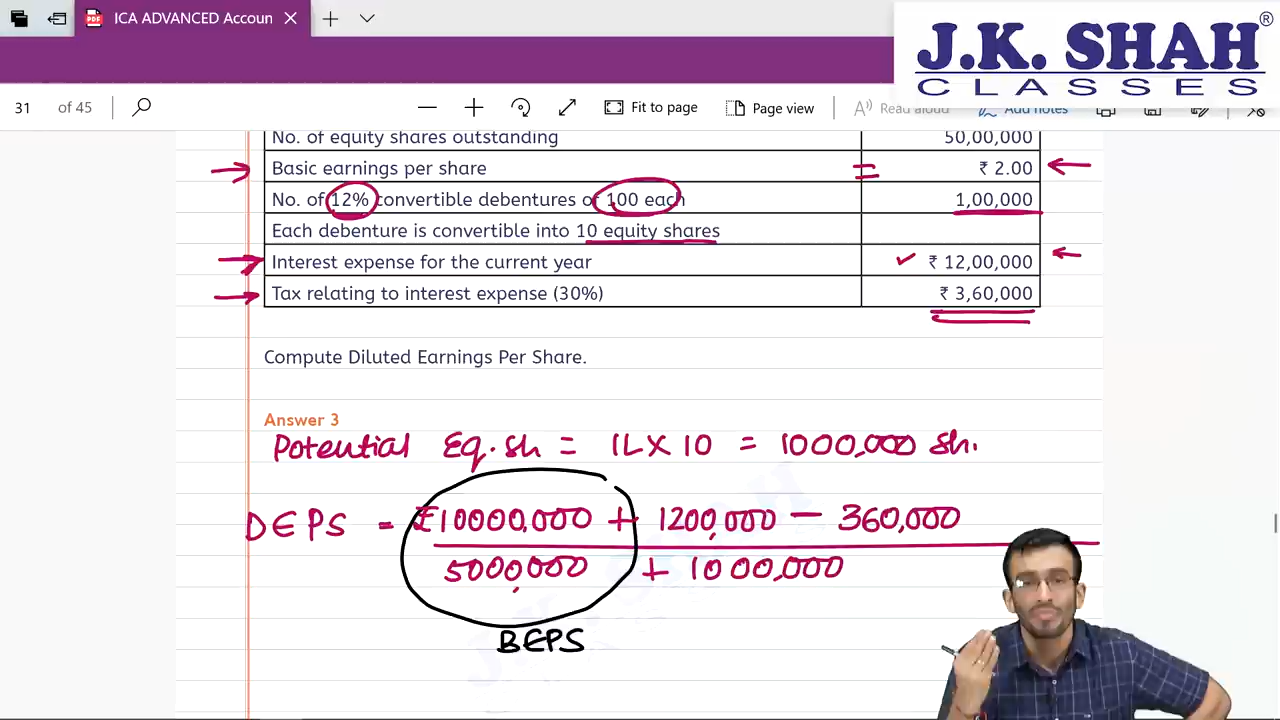 ICA ADVANCED Accoun
J.K. SHAH®
CLASSES
31 of 45
Fit to page
Page view
Read aloud
Add notes
No. of equity shares outstanding 50,00,000
Basic earnings per share = ₹ 2.00
No. of 12% convertible debentures of 100 each 1,00,000
Each debenture is convertible into 10 equity shares
Interest expense for the current year ₹ 12,00,000
Tax relating to interest expense (30%) ₹ 3,60,000
Compute Diluted Earnings Per Share.
Answer 3
Potential Eq.sh = 1L X 10 = 1000,000 Sh.
DEPS = ₹10000,000 + 1200,000 - 360,000
5000,000 + 1000,000
BEPS